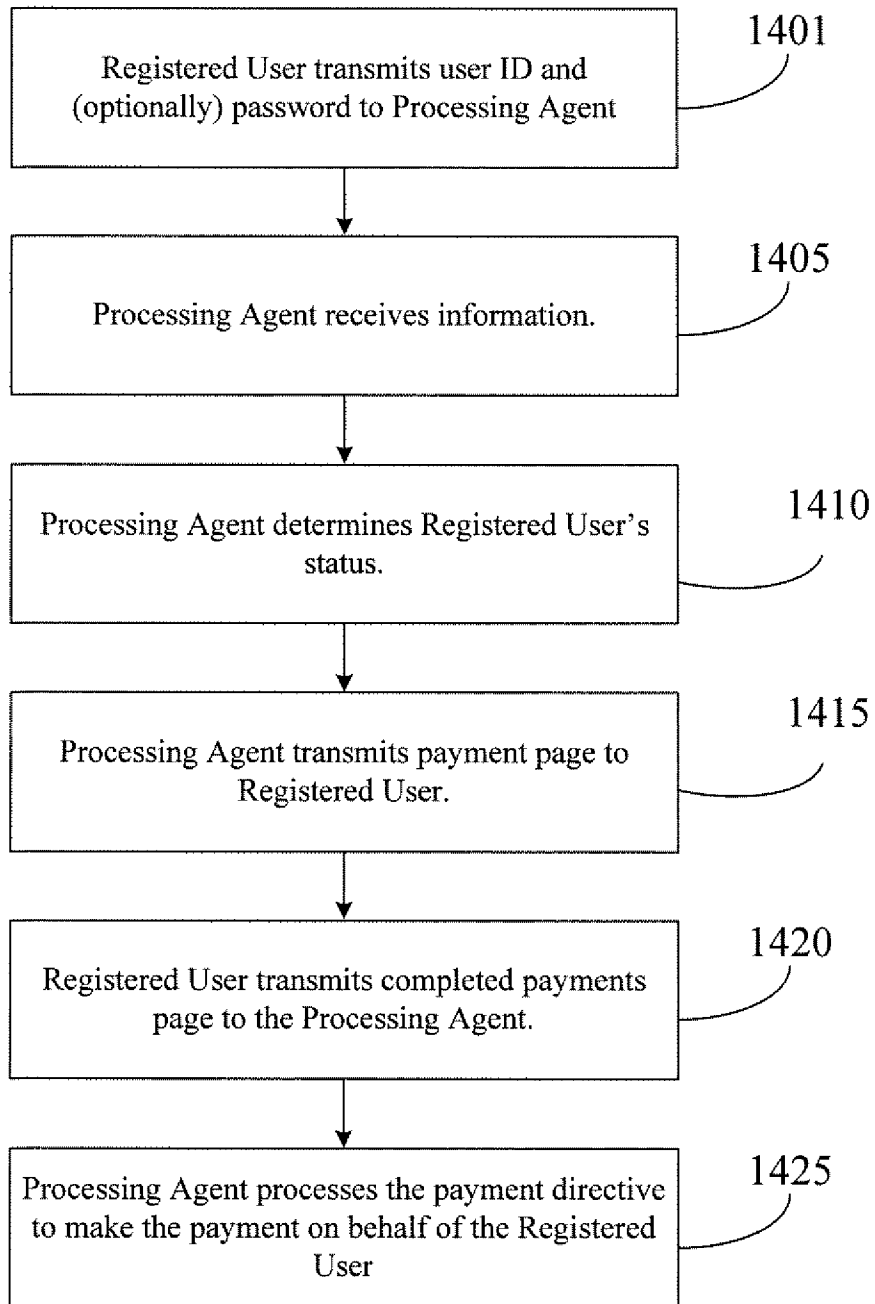 1401
Registered User transmits user ID and
(optionally) password to Processing Agent
1405
Processing Agent receives information.
1410
Processing Agent determines Registered User's
status.
1415
Processing Agent transmits payment page to
Registered User.
1420
Registered User transmits completed payments
page to the Processing Agent.
1425
Processing Agent processes the payment directive
to make the payment on behalf of the Registered
User